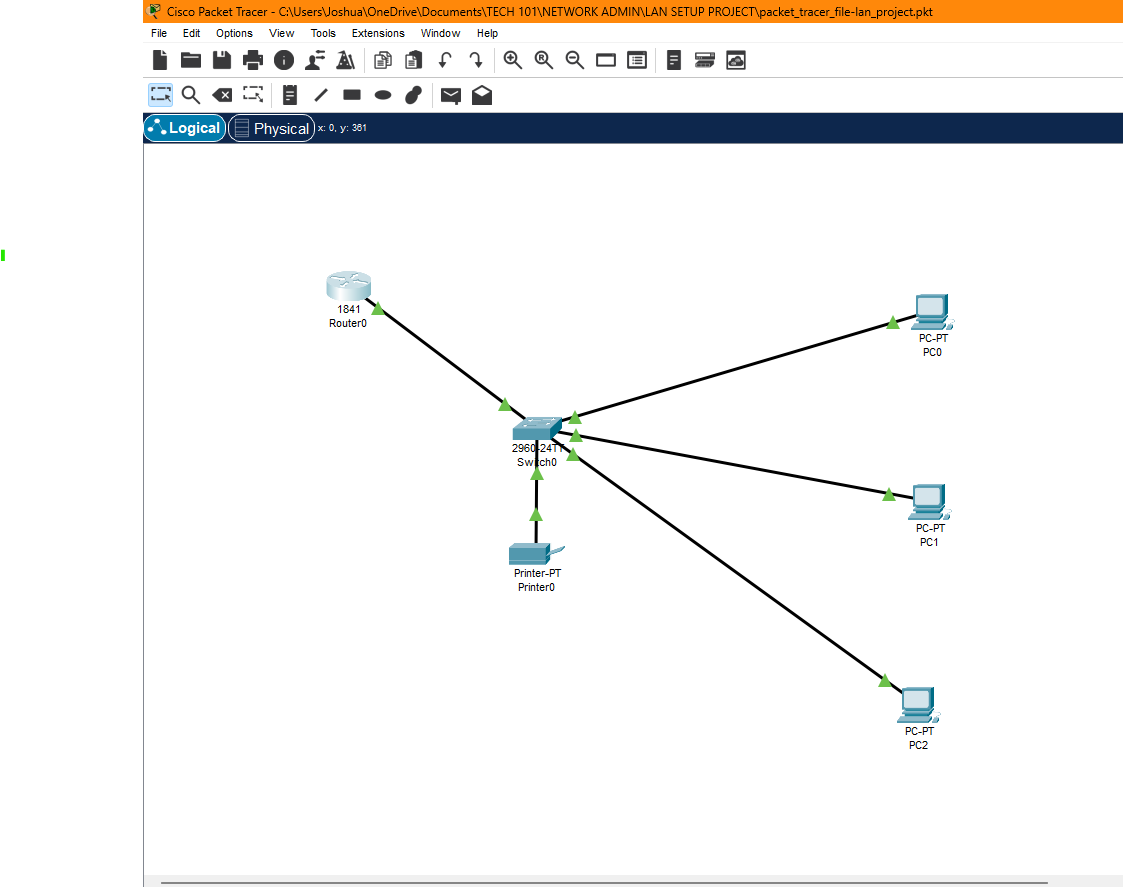 Cisco Packet Tracer - C:\Users\Joshua\OneDrive\Documents\TECH 101\NETWORK ADMIN\LAN SETUP PROJECT\packet_tracer_file-lan_project.pkt
File Edit Options View Tools Extensions Window Help
Logical Physical x: 0, y: 361
1841
Router0
PC-PT
PC0
2960-24TT
Switch0
PC-PT
PC1
Printer-PT
Printer0
PC-PT
PC2